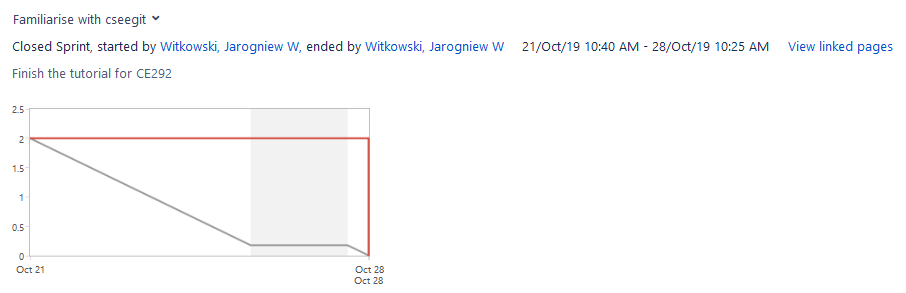 Familiarise with cseegit
Closed Sprint, started by Witkowski, Jarogniew W, ended by Witkowski, Jarogniew W 21/Oct/19 10:40 AM - 28/Oct/19 10:25 AM View linked pages
Finish the tutorial for CE292
2.5
2
1.5
1
0.5
0
Oct 21 Oct 28
Oct 28